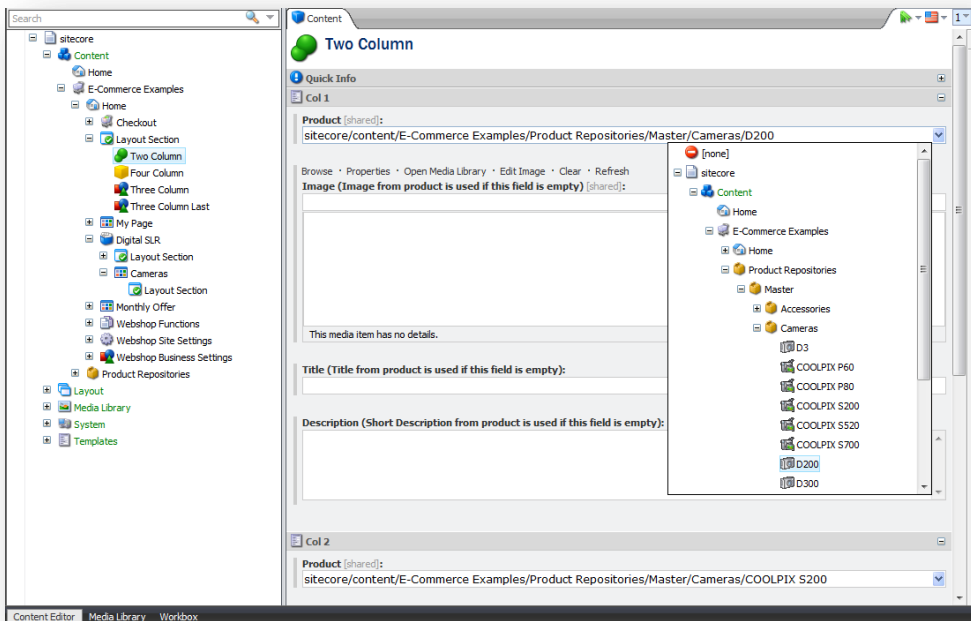 Search
sitecore
Content
Home
E-Commerce Examples
Home
Checkout
Layout Section
Two Column
Four Column
Three Column
Three Column Last
My Page
Digital SLR
Layout Section
Cameras
Layout Section
Monthly Offer
Webshop Functions
Webshop Site Settings
Webshop Business Settings
Product Repositories
Layout
Media Library
System
Templates
Content
1
Two Column
Quick Info
Col 1
Product [shared]:
sitecore/content/E-Commerce Examples/Product Repositories/Master/Cameras/D200
Browse · Properties · Open Media Library · Edit Image · Clear · Refresh
Image (Image from product is used if this field is empty) [shared]:
This media item has no details.
Title (Title from product is used if this field is empty):
Description (Short Description from product is used if this field is empty):
[none]
sitecore
Content
Home
E-Commerce Examples
Home
Product Repositories
Master
Accessories
Cameras
D3
COOLPIX P60
COOLPIX P80
COOLPIX S200
COOLPIX S520
COOLPIX S700
D200
D300
Col 2
Product [shared]:
sitecore/content/E-Commerce Examples/Product Repositories/Master/Cameras/COOLPIX S200
Content Editor Media Library Workbox